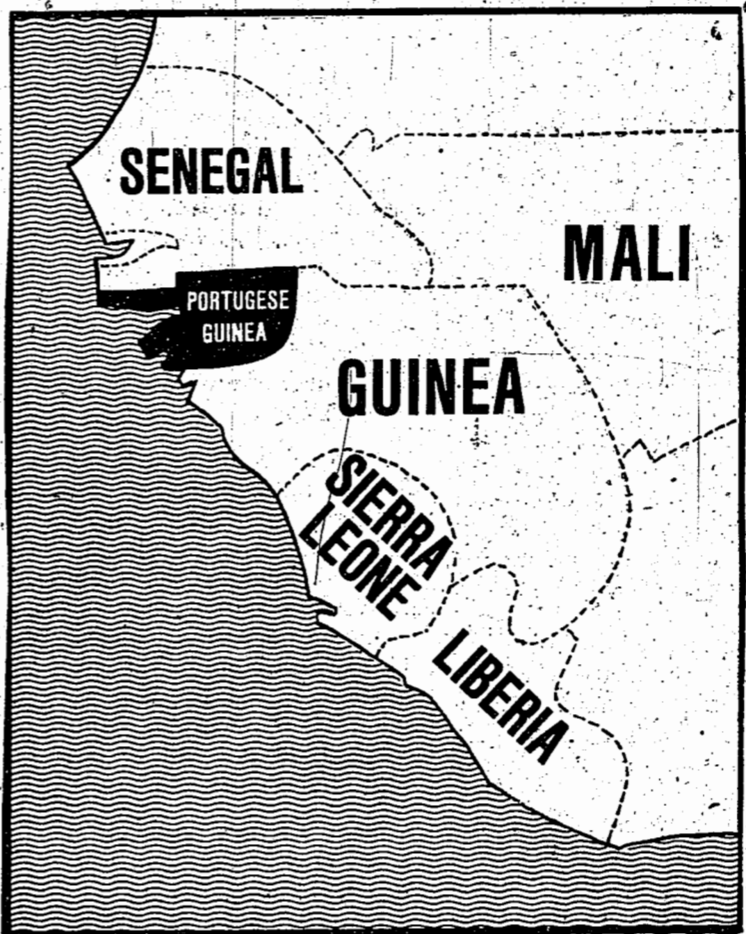 SENEGAL
MALI
PORTUGESE
GUINEA
GUINEA
SIERRA
LEONE
LIBERIA